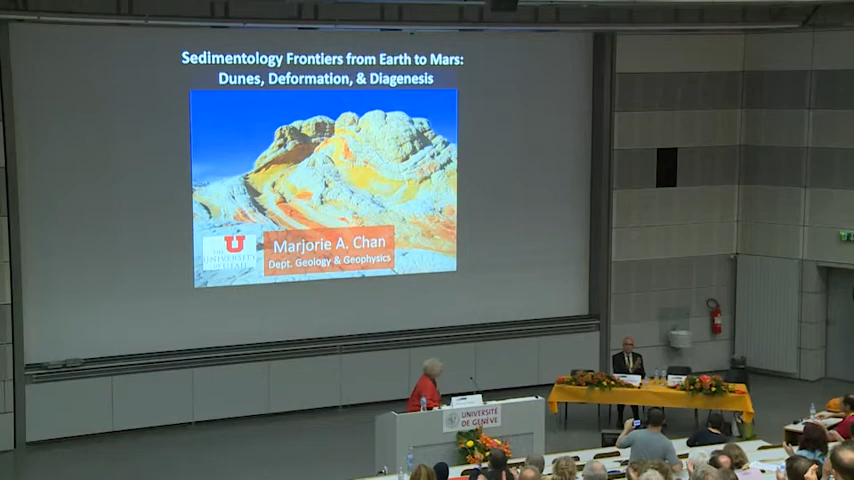 Sedimentology Frontiers from Earth to Mars:
Dunes, Deformation, & Diagenesis
U
THE
UNIVERSITY
OF UTAH
Marjorie A. Chan
Dept. Geology & Geophysics
UNIVERSITÉ
DE GENÈVE